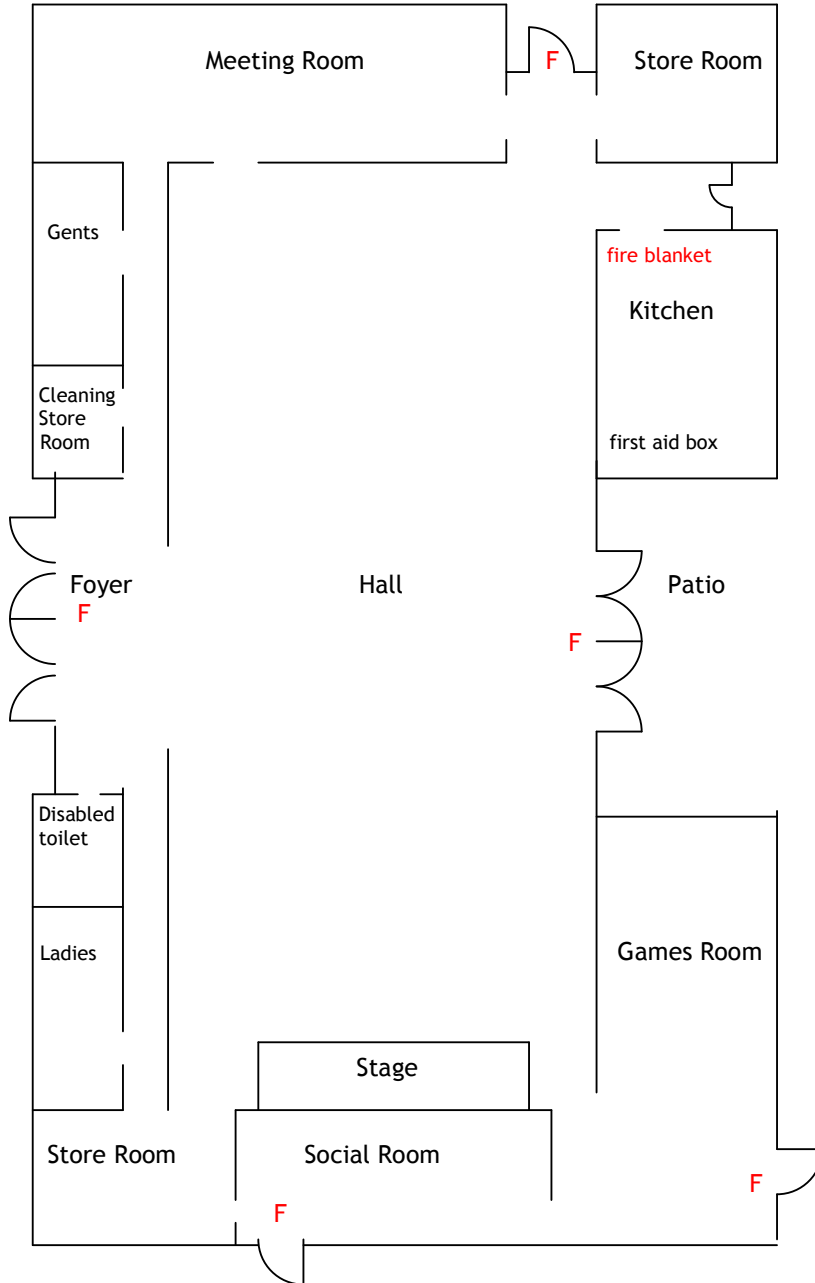 Meeting Room
F
Store Room
Gents
fire blanket
Kitchen
Cleaning
Store
Room
first aid box
Foyer
F
Hall
F
Patio
Disabled
toilet
Ladies
Games Room
Stage
Store Room
Social Room
F
F